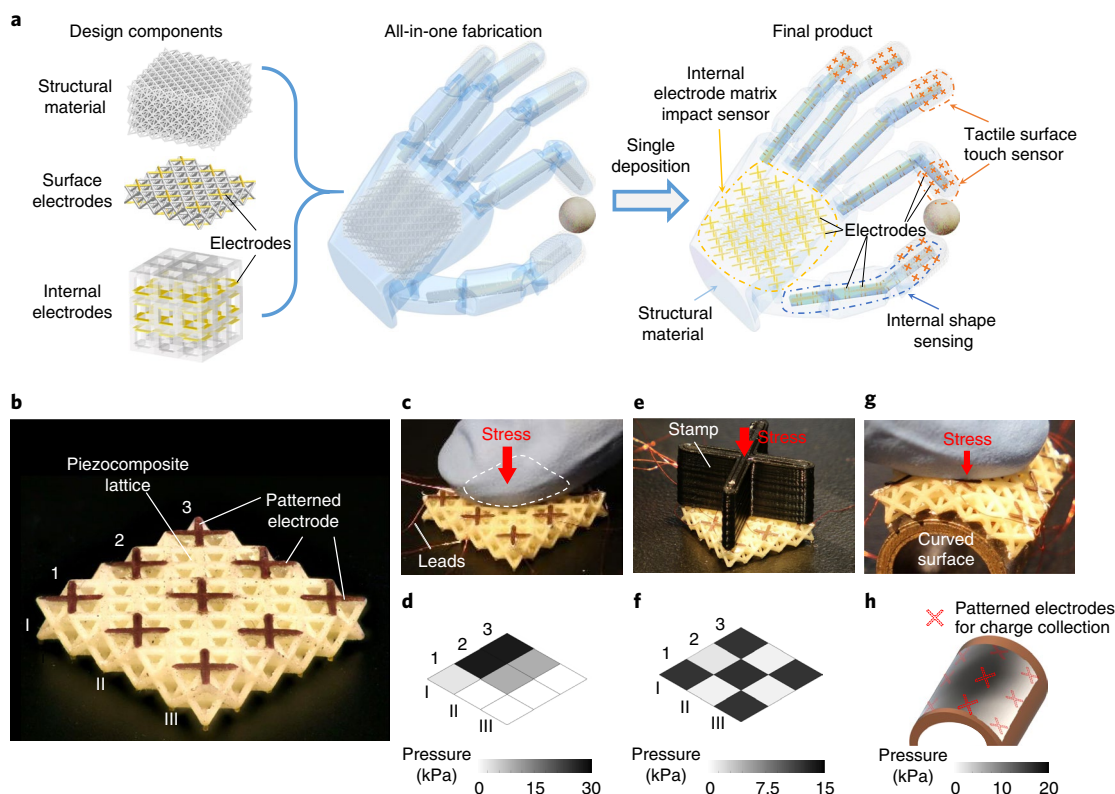 a
Design components
All-in-one fabrication
Final product
Structural
material
Surface
electrodes
Electrodes
Internal
electrodes
Single
deposition
Internal
electrode matrix
impact sensor
Tactile surface
touch sensor
Electrodes
Structural
material
Internal shape
sensing
b
Piezocomposite
lattice
Patterned
electrode
3
2
1
I
II
III
c
Stress
Leads
e
Stamp
Stress
g
Stress
Curved
surface
d
3
2
1
I
II
III
Pressure
(kPa)
0 15 30
f
3
2
1
I
II
III
Pressure
(kPa)
0 7.5 15
h
Patterned electrodes
for charge collection
Pressure
(kPa)
0 10 20